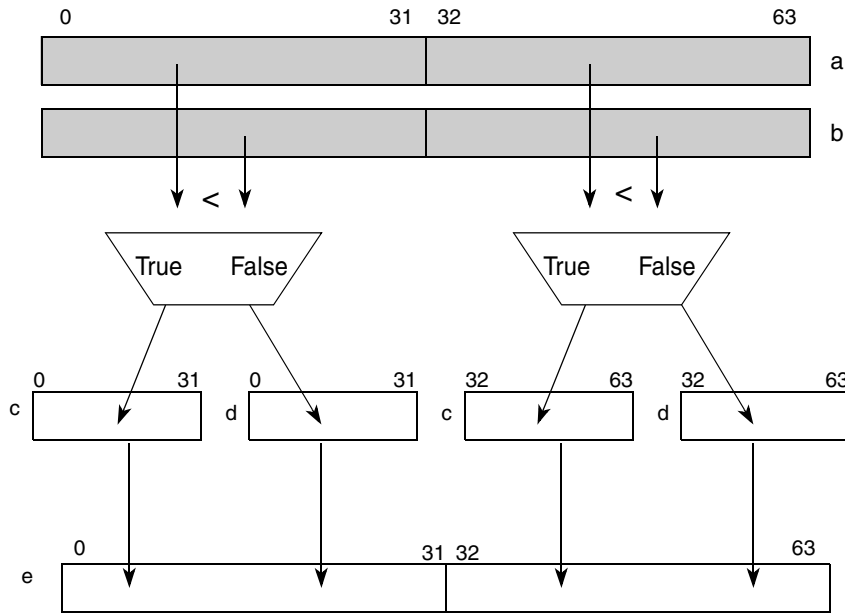 0 31 32 63
a
b
< <
True False True False
0 31 0 31 32 63 32 63
c d c d
0 31 32 63
e